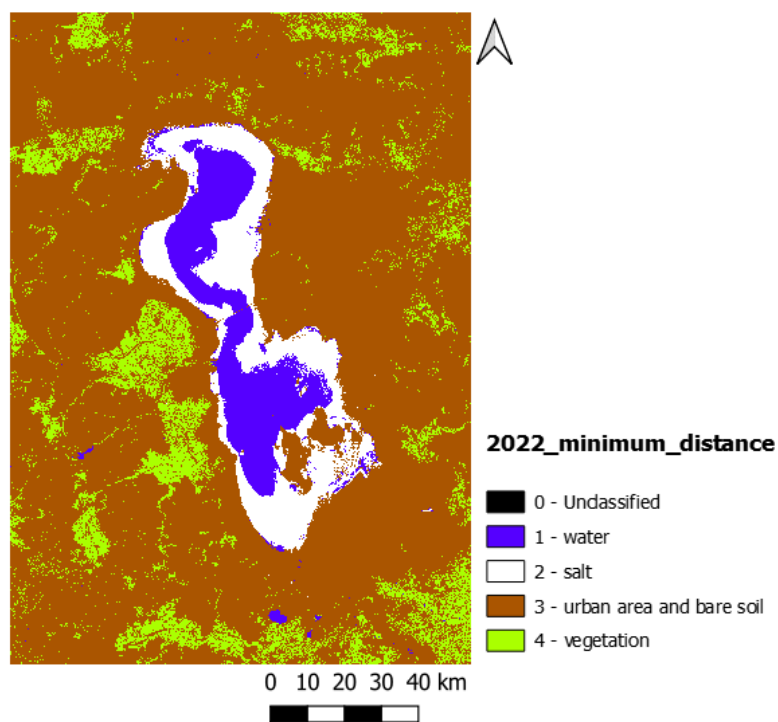 2022_minimum_distance
0 - Unclassified
1 - water
2 - salt
3 - urban area and bare soil
4 - vegetation
0 10 20 30 40 km